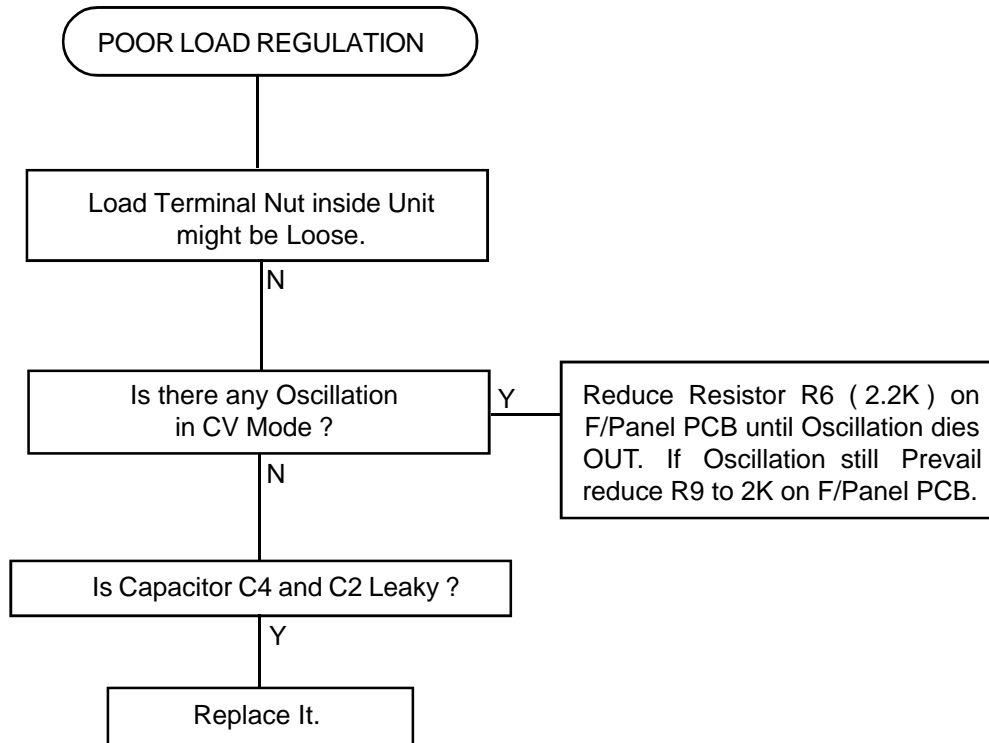 POOR LOAD REGULATION
Load Terminal Nut inside Unit
might be Loose.
N
Is there any Oscillation
in CV Mode ?
Y
Reduce Resistor R6 ( 2.2K ) on
F/Panel PCB until Oscillation dies
OUT. If Oscillation still Prevail
reduce R9 to 2K on F/Panel PCB.
N
Is Capacitor C4 and C2 Leaky ?
Y
Replace It.